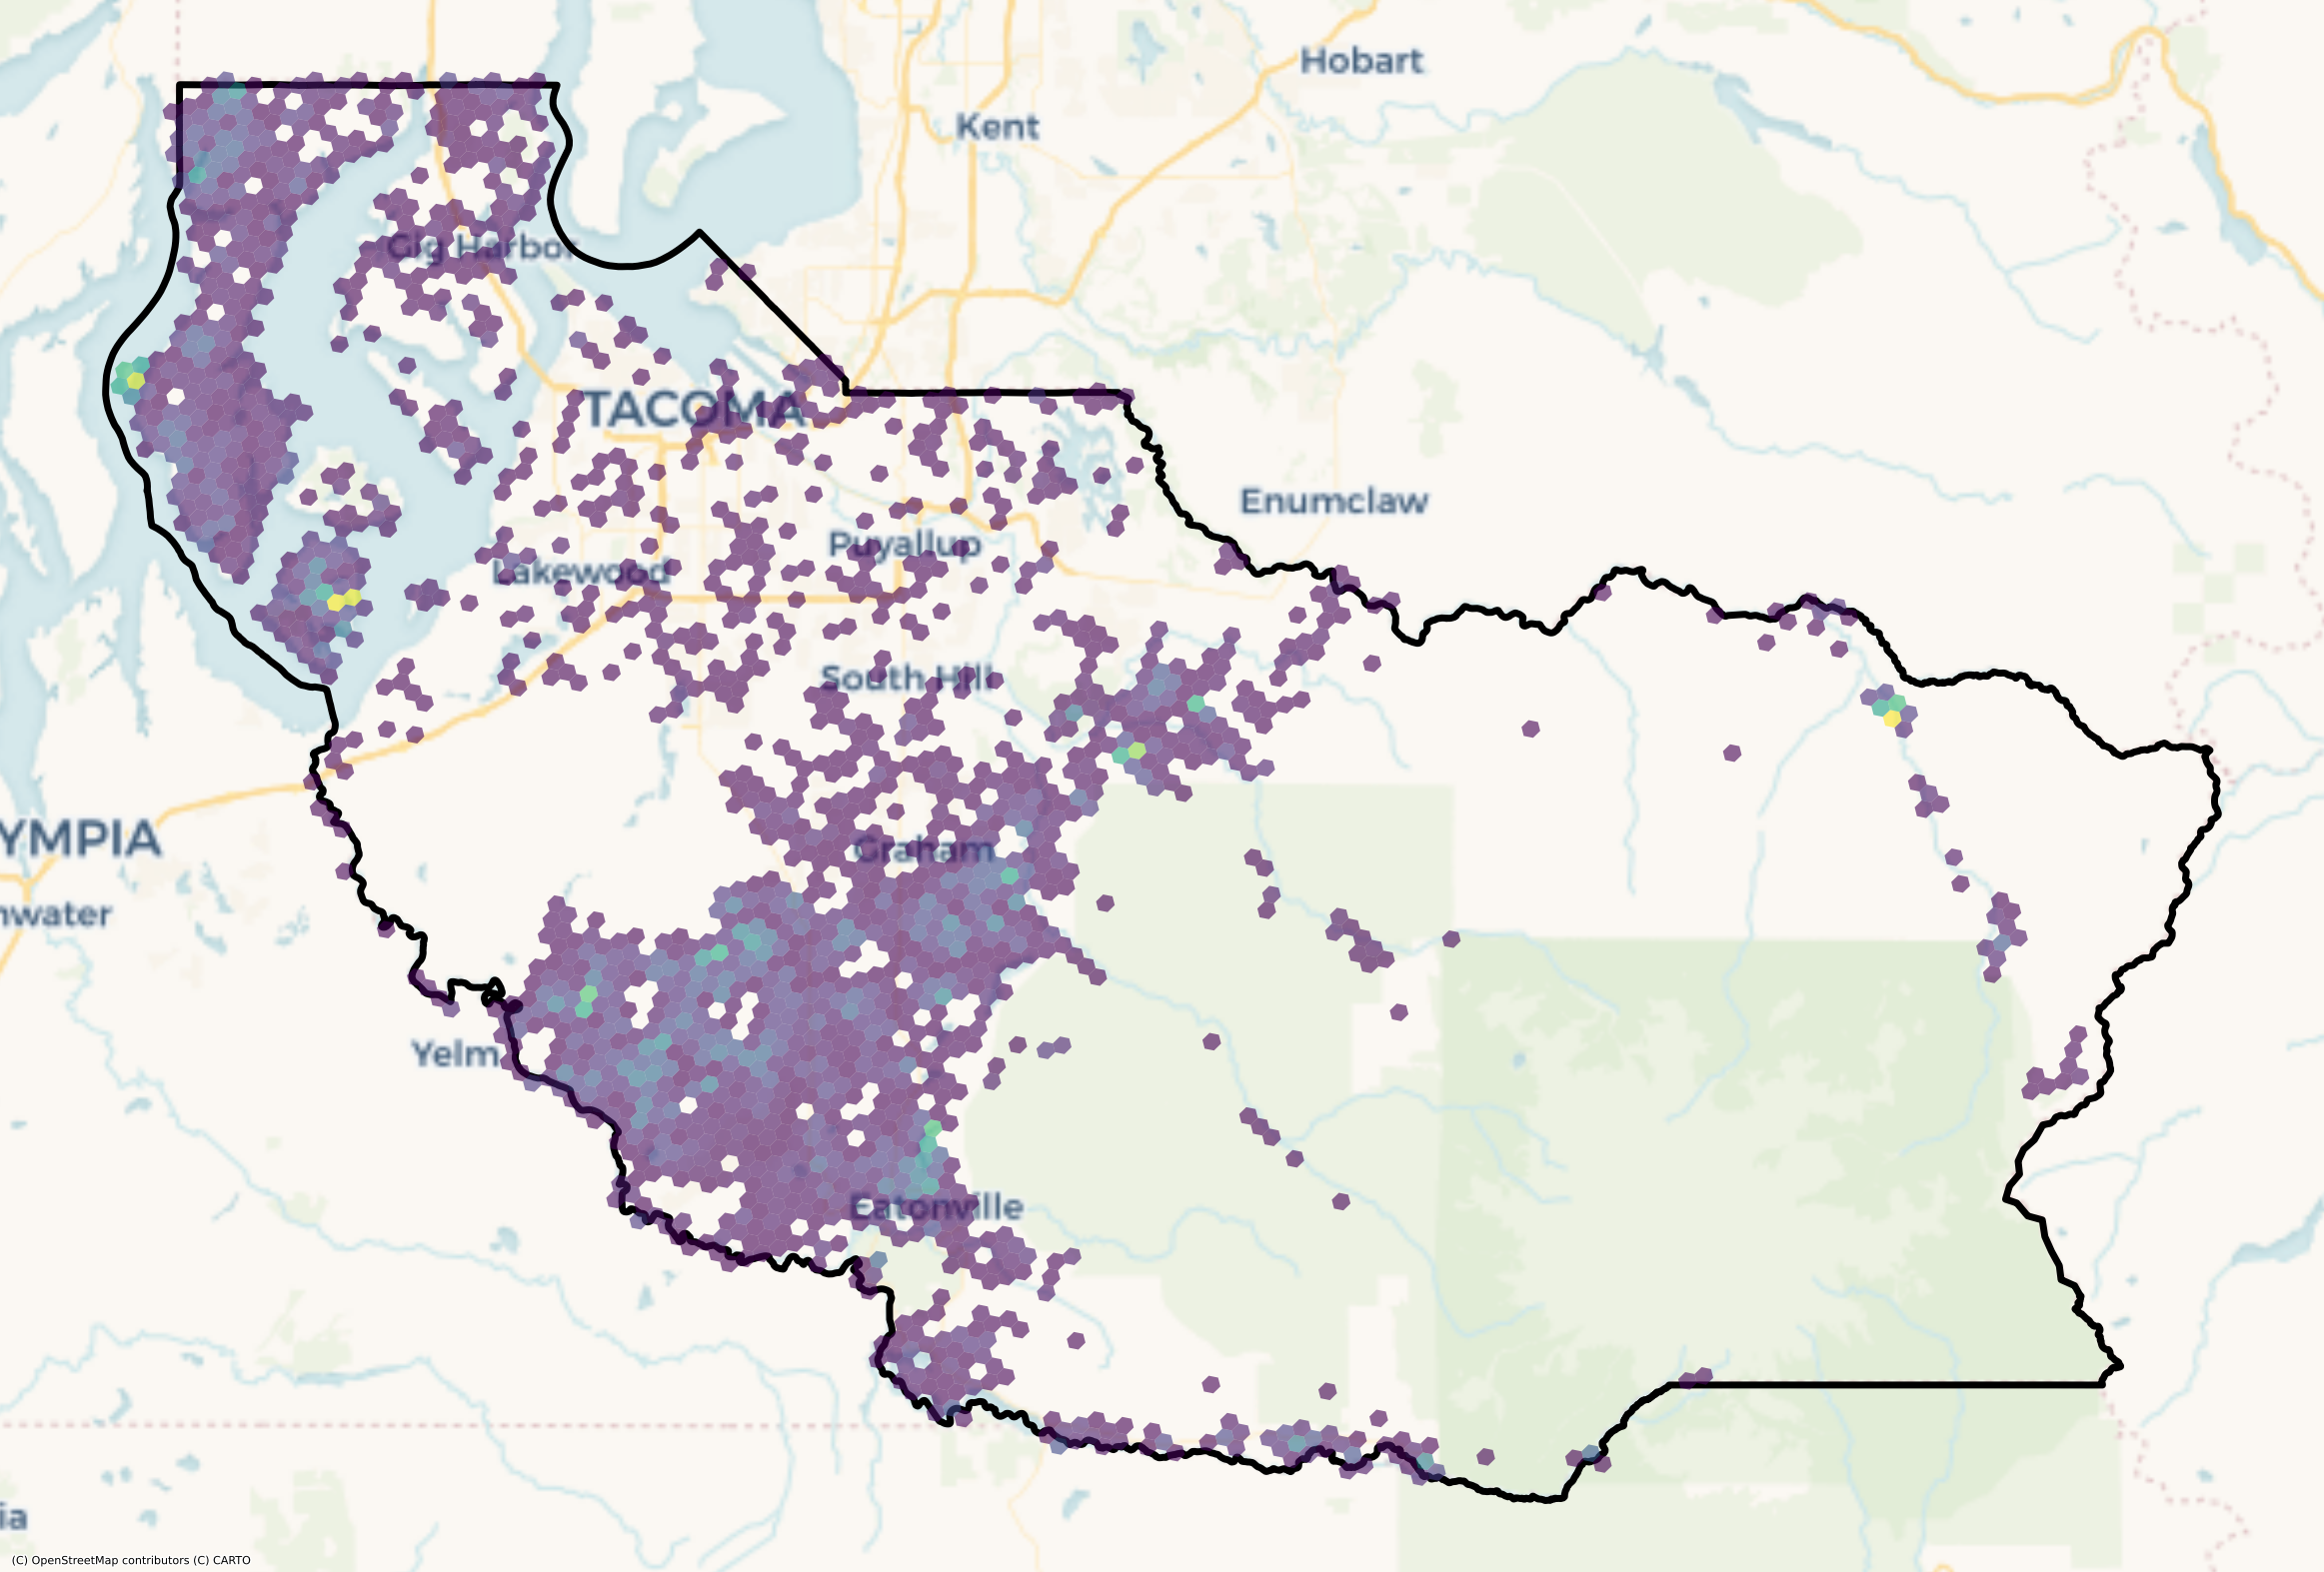 Hobart
Kent
Gig Harbor
TACOMA
Enumclaw
Puyallup
Lakewood
South Hill
YMPIA
Graham
nwater
Yelm
Eatonville
ia
(C) OpenStreetMap contributors (C) CARTO